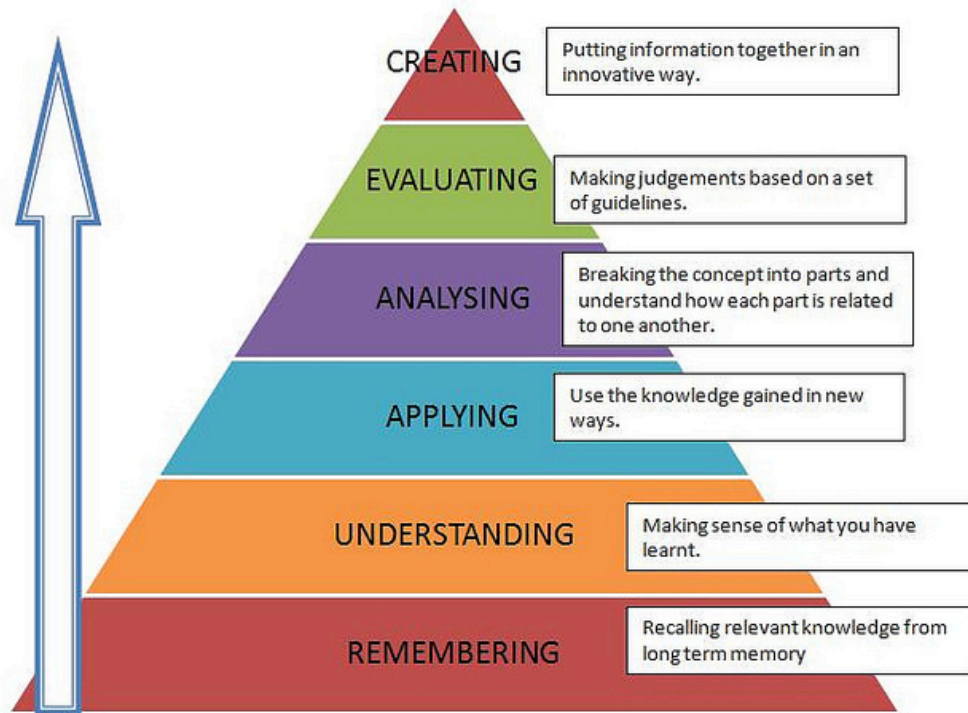 CREATING
Putting information together in an
innovative way.
EVALUATING
Making judgements based on a set
of guidelines.
ANALYSING
Breaking the concept into parts and
understand how each part is related
to one another.
APPLYING
Use the knowledge gained in new
ways.
UNDERSTANDING
Making sense of what you have
learnt.
REMEMBERING
Recalling relevant knowledge from
long term memory